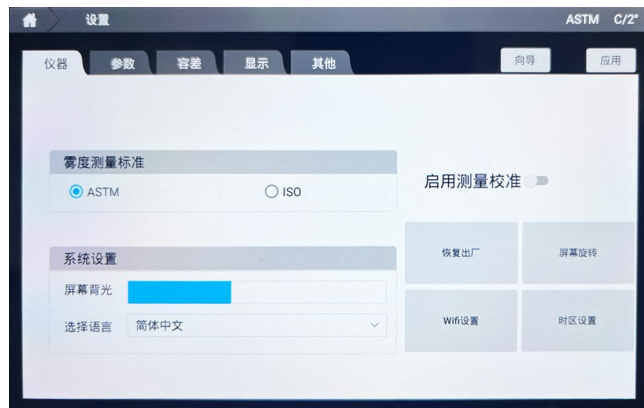 设置
ASTM C/2°
仪器 参数 容差 显示 其他 向导 应用
雾度测量标准
ASTM ISO
启用测量校准
系统设置
屏幕背光
选择语言 简体中文
恢复出厂 屏幕旋转
Wifi设置 时区设置